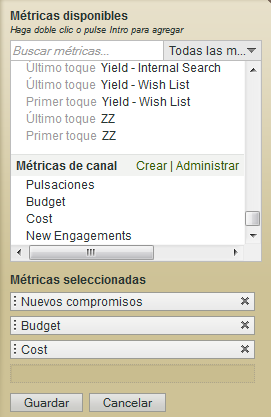 Métricas disponibles
Haga doble clic o pulse Intro para agregar
Buscar métricas... Todas las m...
Último toque Yield - Internal Search
Último toque Yield - Wish List
Primer toque Yield - Wish List
Último toque ZZ
Primer toque ZZ
Métricas de canal Crear | Administrar
Pulsaciones
Budget
Cost
New Engagements
Métricas seleccionadas
Nuevos compromisos
Budget
Cost
Guardar Cancelar